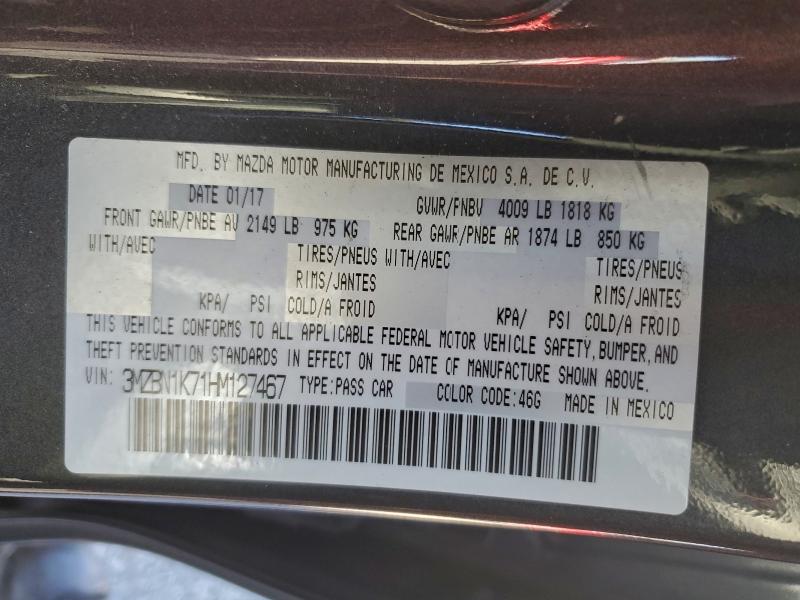 MFD. BY MAZDA MOTOR MANUFACTURING DE MEXICO S.A. DE C.V.
DATE 01/17 GVWR/PNBV 4009 LB 1818 KG
FRONT GAWR/PNBE AV 2149 LB 975 KG REAR GAWR/PNBE AR 1874 LB 850 KG
WITH/AVEC TIRES/PNEUS WITH/AVEC TIRES/PNEUS
RIMS/JANTES RIMS/JANTES
KPA/ PSI COLD/A FROID KPA/ PSI COLD/A FROID
THIS VEHICLE CONFORMS TO ALL APPLICABLE FEDERAL MOTOR VEHICLE SAFETY, BUMPER, AND
THEFT PREVENTION STANDARDS IN EFFECT ON THE DATE OF MANUFACTURE SHOWN ABOVE.
VIN: 3MZBN1K71HM127467 TYPE:PASS CAR COLOR CODE:46G MADE IN MEXICO